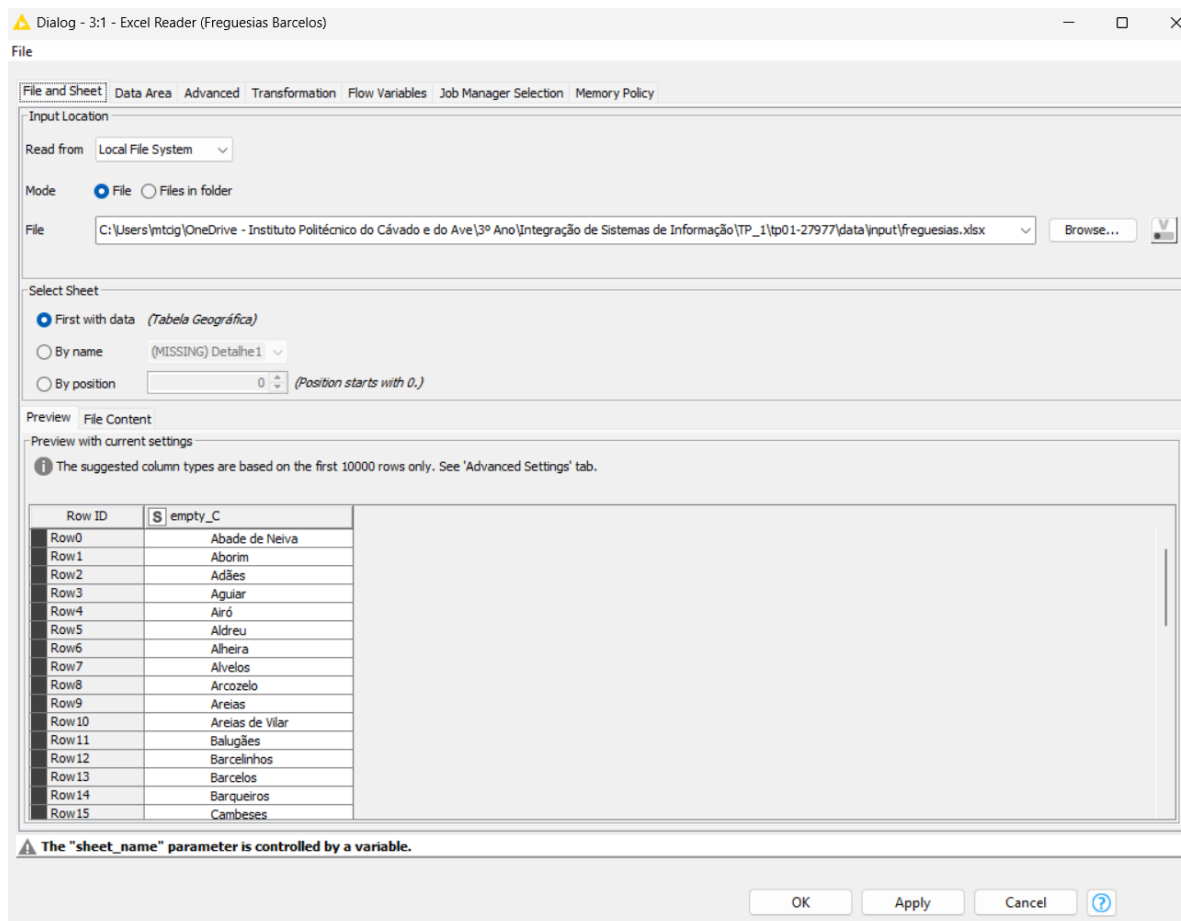 Dialog - 3:1 - Excel Reader (Freguesias Barcelos)
File
File and Sheet Data Area Advanced Transformation Flow Variables Job Manager Selection Memory Policy
Input Location
Read from Local File System
Mode File Files in folder
File C:\Users\mtcig\OneDrive - Instituto Politécnico do Cávado e do Ave\3º Ano\Integração de Sistemas de Informação\TP_1\tp01-27977\data\input\freguesias.xlsx Browse... V
Select Sheet
First with data (Tabela Geográfica)
By name (MISSING) Detalhe1
By position 0 (Position starts with 0.)
Preview File Content
Preview with current settings
The suggested column types are based on the first 10000 rows only. See 'Advanced Settings' tab.
Row ID S empty_C
Row0 Abade de Neiva
Row1 Aborim
Row2 Adães
Row3 Aguiar
Row4 Airó
Row5 Aldreu
Row6 Alheira
Row7 Alvelos
Row8 Arcozelo
Row9 Areias
Row10 Areias de Vilar
Row11 Balugães
Row12 Barcelinhos
Row13 Barcelos
Row14 Barqueiros
Row15 Cambeses
The "sheet_name" parameter is controlled by a variable.
OK Apply Cancel ?